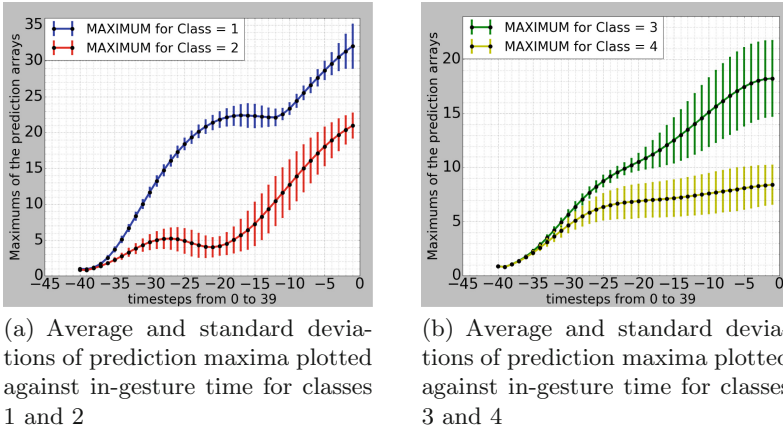 MAXIMUM for Class = 1
MAXIMUM for Class = 2
Maximums of the prediction arrays
35
30
25
20
15
10
5
0
−45 −40 −35 −30 −25 −20 −15 −10 −5 0
timesteps from 0 to 39
(a) Average and standard devia-
tions of prediction maxima plotted
against in-gesture time for classes
1 and 2
MAXIMUM for Class = 3
MAXIMUM for Class = 4
Maximums of the prediction arrays
20
15
10
5
0
−45 −40 −35 −30 −25 −20 −15 −10 −5 0
timesteps from 0 to 39
(b) Average and standard devia
tions of prediction maxima plotted
against in-gesture time for classes
3 and 4